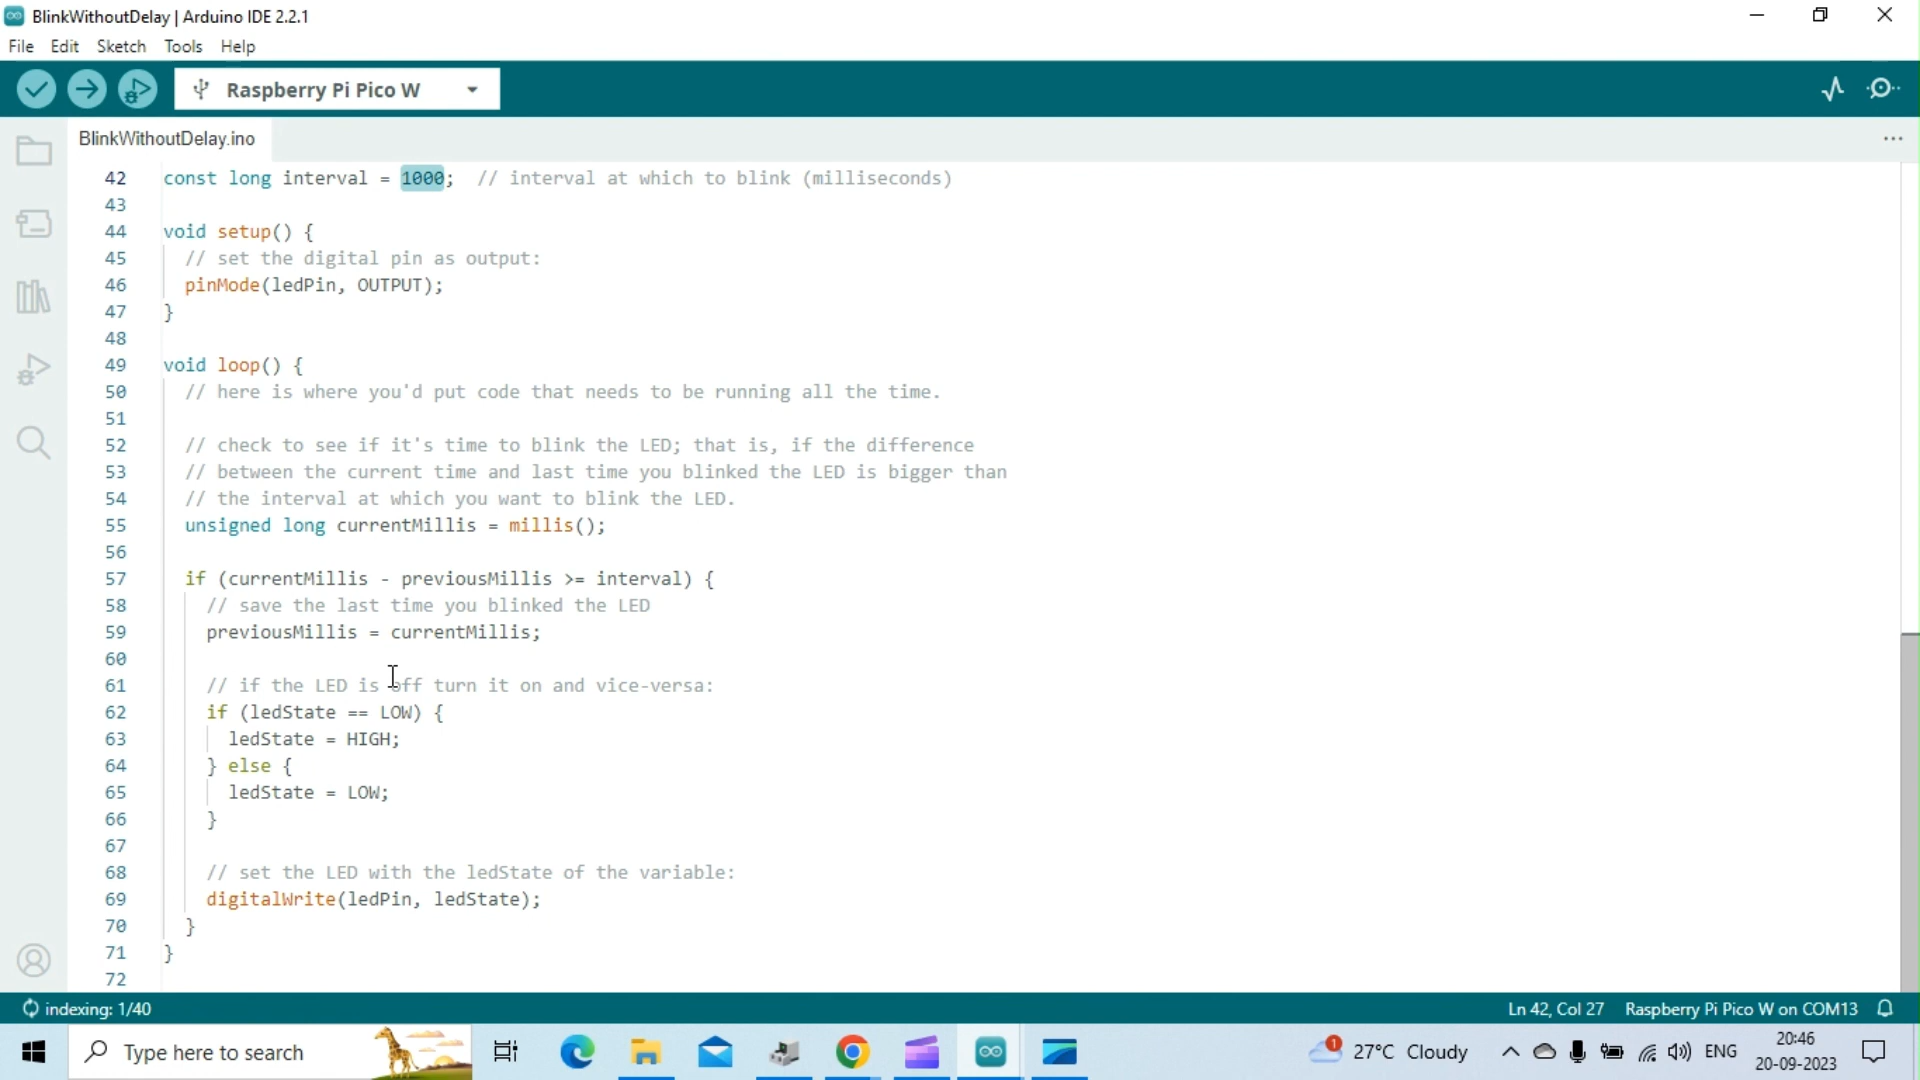 BlinkWithoutDelay | Arduino IDE 2.2.1
File Edit Sketch Tools Help
Raspberry Pi Pico W
BlinkWithoutDelay.ino
42 const long interval = 1000;  // interval at which to blink (milliseconds)
43
44 void setup() {
45 // set the digital pin as output:
46 pinMode(ledPin, OUTPUT);
47 }
48
49 void loop() {
50 // here is where you'd put code that needs to be running all the time.
51
52 // check to see if it's time to blink the LED; that is, if the difference
53 // between the current time and last time you blinked the LED is bigger than
54 // the interval at which you want to blink the LED.
55 unsigned long currentMillis = millis();
56
57 if (currentMillis - previousMillis >= interval) {
58 // save the last time you blinked the LED
59 previousMillis = currentMillis;
60
61 // if the LED is off turn it on and vice-versa:
62 if (ledState == LOW) {
63 ledState = HIGH;
64 } else {
65 ledState = LOW;
66 }
67
68 // set the LED with the ledState of the variable:
69 digitalWrite(ledPin, ledState);
70 }
71 }
72
indexing: 1/40 Ln 42, Col 27 Raspberry Pi Pico W on COM13
Type here to search 1 27°C Cloudy ENG 20:46
20-09-2023